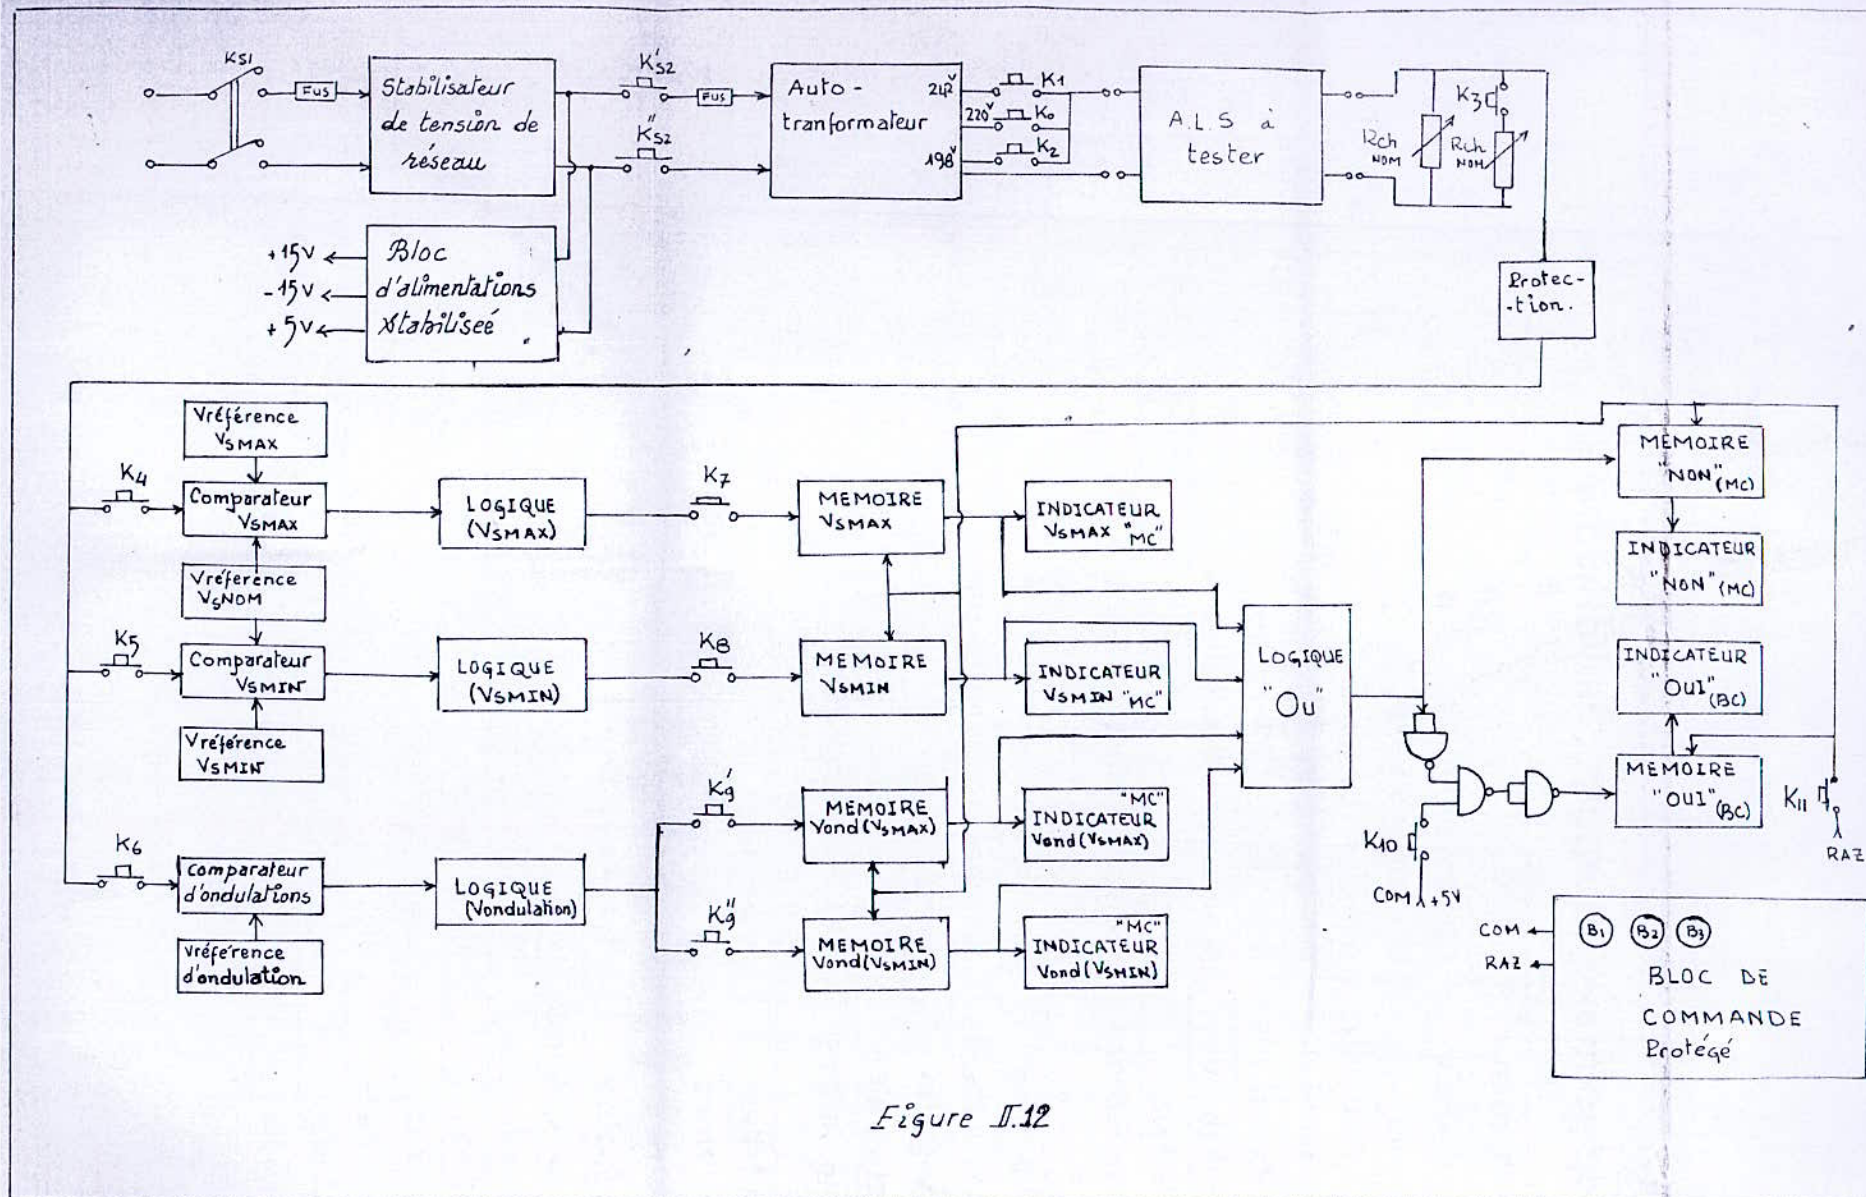 KS1
Fus
Stabilisateur
de tension de
réseau
K'S2
K"S2
Fus
Auto-
tranformateur
242V
220V
198V
K1
K0
K2
A.L.S à
tester
Rch
NOM
K3
Rch
NOM
+15V
-15V
+5V
Bloc
d'alimentations
Stabiliseé
Protec-
-tion.
Vréférence
VSMAX
K4
Comparateur
VSMAX
LOGIQUE
(VSMAX)
K7
MEMOIRE
VSMAX
INDICATEUR
VSMAX "MC"
MEMOIRE
"NON"(MC)
INDICATEUR
"NON"(MC)
Vréference
VSNOM
K5
Comparateur
VSMIN
LOGIQUE
(VSMIN)
K8
MEMOIRE
VSMIN
INDICATEUR
VSMIN "MC"
LOGIQUE
"Ou"
INDICATEUR
"OUI"(BC)
Vréférence
VSMIN
MEMOIRE
"OUI"(BC)
K11
RAZ
K6
Comparateur
d'ondulations
LOGIQUE
(Vondulation)
K'9
MEMOIRE
Vond(VSMAX)
"MC"
INDICATEUR
Vond(VSMAX)
K10
COM +5V
Vréférence
d'ondulation
K"9
MEMOIRE
Vond(VSMIN)
"MC"
INDICATEUR
Vond(VSMIN)
COM
RAZ
B1 B2 B3
BLOC DE
COMMANDE
Protégé
Figure II.12